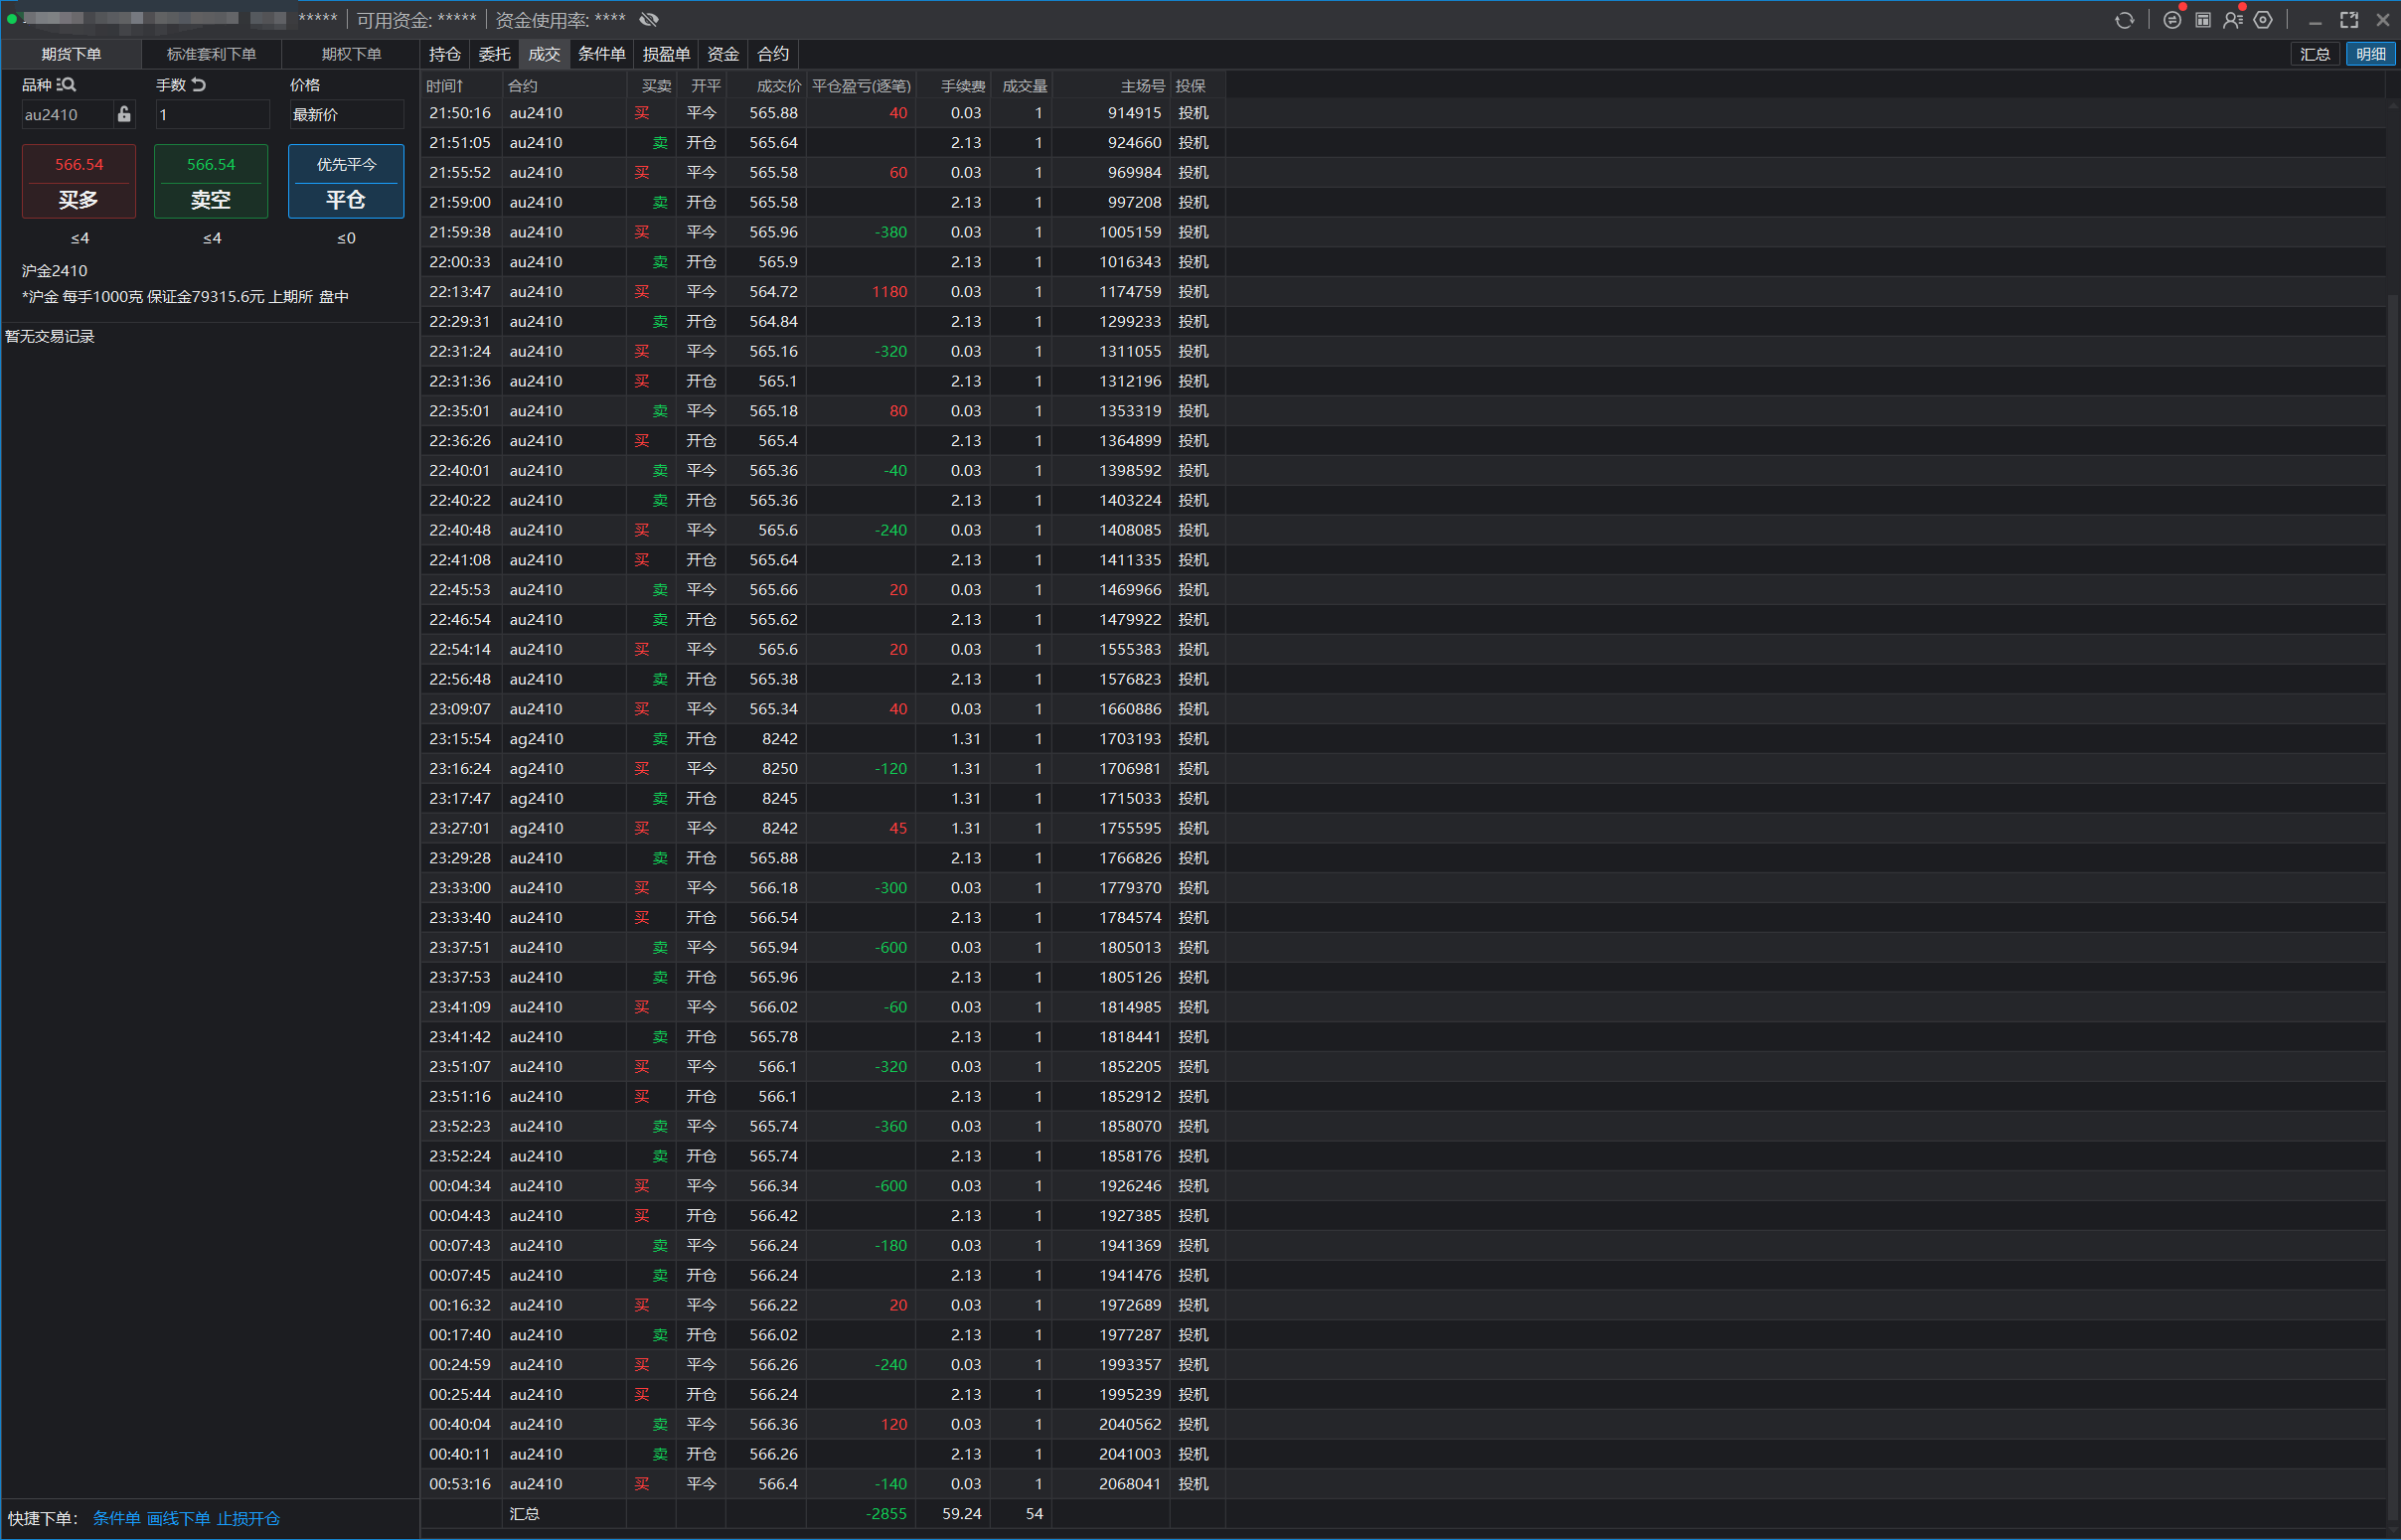 ***** 可用资金: ***** 资金使用率: ****
期货下单 标准套利下单 期权下单 持仓 委托 成交 条件单 损盈单 资金 合约 汇总 明细
品种 手数 价格
au2410 1 最新价
566.54 566.54 优先平今
买多 卖空 平仓
≤4 ≤4 ≤0
沪金2410
*沪金 每手1000克 保证金79315.6元 上期所 盘中
暂无交易记录
时间↑ 合约 买卖 开平 成交价 平仓盈亏(逐笔) 手续费 成交量 主场号 投保
21:50:16 au2410 买 平今 565.88 40 0.03 1 914915 投机
21:51:05 au2410 卖 开仓 565.64 2.13 1 924660 投机
21:55:52 au2410 买 平今 565.58 60 0.03 1 969984 投机
21:59:00 au2410 卖 开仓 565.58 2.13 1 997208 投机
21:59:38 au2410 买 平今 565.96 -380 0.03 1 1005159 投机
22:00:33 au2410 卖 开仓 565.9 2.13 1 1016343 投机
22:13:47 au2410 买 平今 564.72 1180 0.03 1 1174759 投机
22:29:31 au2410 卖 开仓 564.84 2.13 1 1299233 投机
22:31:24 au2410 买 平今 565.16 -320 0.03 1 1311055 投机
22:31:36 au2410 买 开仓 565.1 2.13 1 1312196 投机
22:35:01 au2410 卖 平今 565.18 80 0.03 1 1353319 投机
22:36:26 au2410 买 开仓 565.4 2.13 1 1364899 投机
22:40:01 au2410 卖 平今 565.36 -40 0.03 1 1398592 投机
22:40:22 au2410 卖 开仓 565.36 2.13 1 1403224 投机
22:40:48 au2410 买 平今 565.6 -240 0.03 1 1408085 投机
22:41:08 au2410 买 开仓 565.64 2.13 1 1411335 投机
22:45:53 au2410 卖 平今 565.66 20 0.03 1 1469966 投机
22:46:54 au2410 卖 开仓 565.62 2.13 1 1479922 投机
22:54:14 au2410 买 平今 565.6 20 0.03 1 1555383 投机
22:56:48 au2410 卖 开仓 565.38 2.13 1 1576823 投机
23:09:07 au2410 买 平今 565.34 40 0.03 1 1660886 投机
23:15:54 ag2410 卖 开仓 8242 1.31 1 1703193 投机
23:16:24 ag2410 买 平今 8250 -120 1.31 1 1706981 投机
23:17:47 ag2410 卖 开仓 8245 1.31 1 1715033 投机
23:27:01 ag2410 买 平今 8242 45 1.31 1 1755595 投机
23:29:28 au2410 卖 开仓 565.88 2.13 1 1766826 投机
23:33:00 au2410 买 平今 566.18 -300 0.03 1 1779370 投机
23:33:40 au2410 买 开仓 566.54 2.13 1 1784574 投机
23:37:51 au2410 卖 平今 565.94 -600 0.03 1 1805013 投机
23:37:53 au2410 卖 开仓 565.96 2.13 1 1805126 投机
23:41:09 au2410 买 平今 566.02 -60 0.03 1 1814985 投机
23:41:42 au2410 卖 开仓 565.78 2.13 1 1818441 投机
23:51:07 au2410 买 平今 566.1 -320 0.03 1 1852205 投机
23:51:16 au2410 买 开仓 566.1 2.13 1 1852912 投机
23:52:23 au2410 卖 平今 565.74 -360 0.03 1 1858070 投机
23:52:24 au2410 卖 开仓 565.74 2.13 1 1858176 投机
00:04:34 au2410 买 平今 566.34 -600 0.03 1 1926246 投机
00:04:43 au2410 买 开仓 566.42 2.13 1 1927385 投机
00:07:43 au2410 卖 平今 566.24 -180 0.03 1 1941369 投机
00:07:45 au2410 卖 开仓 566.24 2.13 1 1941476 投机
00:16:32 au2410 买 平今 566.22 20 0.03 1 1972689 投机
00:17:40 au2410 卖 开仓 566.02 2.13 1 1977287 投机
00:24:59 au2410 买 平今 566.26 -240 0.03 1 1993357 投机
00:25:44 au2410 买 开仓 566.24 2.13 1 1995239 投机
00:40:04 au2410 卖 平今 566.36 120 0.03 1 2040562 投机
00:40:11 au2410 卖 开仓 566.26 2.13 1 2041003 投机
00:53:16 au2410 买 平今 566.4 -140 0.03 1 2068041 投机
汇总 -2855 59.24 54
快捷下单: 条件单 画线下单 止损开仓